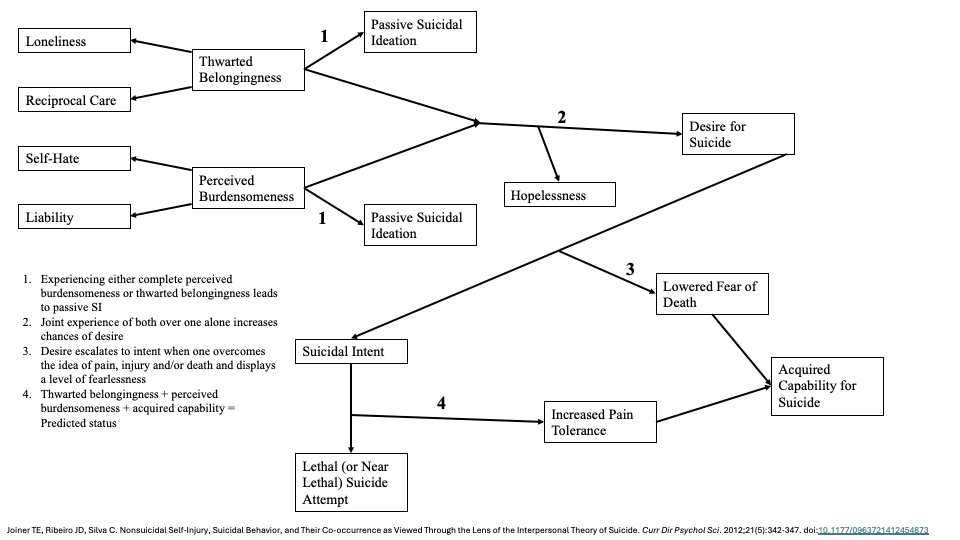 Loneliness
Reciprocal Care
Thwarted
Belongingness
1
Passive Suicidal
Ideation
Self-Hate
Liability
Perceived
Burdensomeness
1
Passive Suicidal
Ideation
2
Hopelessness
Desire for
Suicide
3
Lowered Fear of
Death
Suicidal Intent
4
Increased Pain
Tolerance
Acquired
Capability for
Suicide
Lethal (or Near
Lethal) Suicide
Attempt
1. Experiencing either complete perceived
burdensomeness or thwarted belongingness leads
to passive SI
2. Joint experience of both over one alone increases
chances of desire
3. Desire escalates to intent when one overcomes
the idea of pain, injury and/or death and displays
a level of fearlessness
4. Thwarted belongingness + perceived
burdensomeness + acquired capability =
Predicted status
Joiner TE, Ribeiro JD, Silva C. Nonsuicidal Self-Injury, Suicidal Behavior, and Their Co-occurrence as Viewed Through the Lens of the Interpersonal Theory of Suicide. Curr Dir Psychol Sci. 2012;21(5):342-347. doi:10.1177/0963721412454873